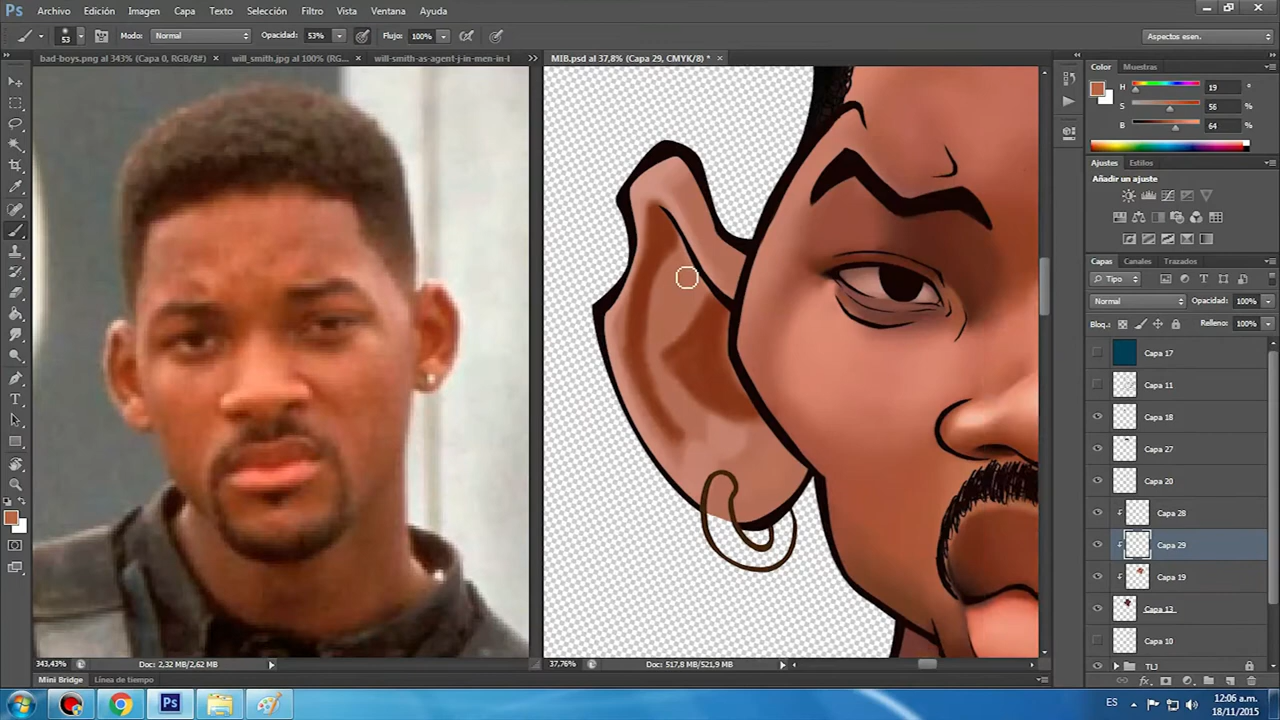 Ps Archivo Edición Imagen Capa Texto Selección Filtro Vista Ventana Ayuda
53 Modo: Normal Opacidad: 53% Flujo: 100% Aspectos esen.
bad-boys.png al 343% (Capa 0, RGB/8#) × will_smith.jpg al 100% (RG... × will-smith-as-agent-j-in-men-in-l >> MIB.psd al 37,8% (Capa 29, CMYK/8) * ×
Color Muestras
H 19 °
S 56 %
B 64 %
Ajustes Estilos
Añadir un ajuste
Capas Canales Trazados
Tipo
Normal Opacidad: 100%
Bloq.: Relleno: 100%
Capa 17
Capa 11
Capa 18
Capa 27
Capa 20
Capa 28
Capa 29
Capa 19
Capa 13
Capa 10
TLJ
343,43% Doc: 2,32 MB/2,62 MB 37,76% Doc: 517,8 MB/521,9 MB
Mini Bridge Línea de tiempo
fx
Ps ES 12:06 a.m.
18/11/2015